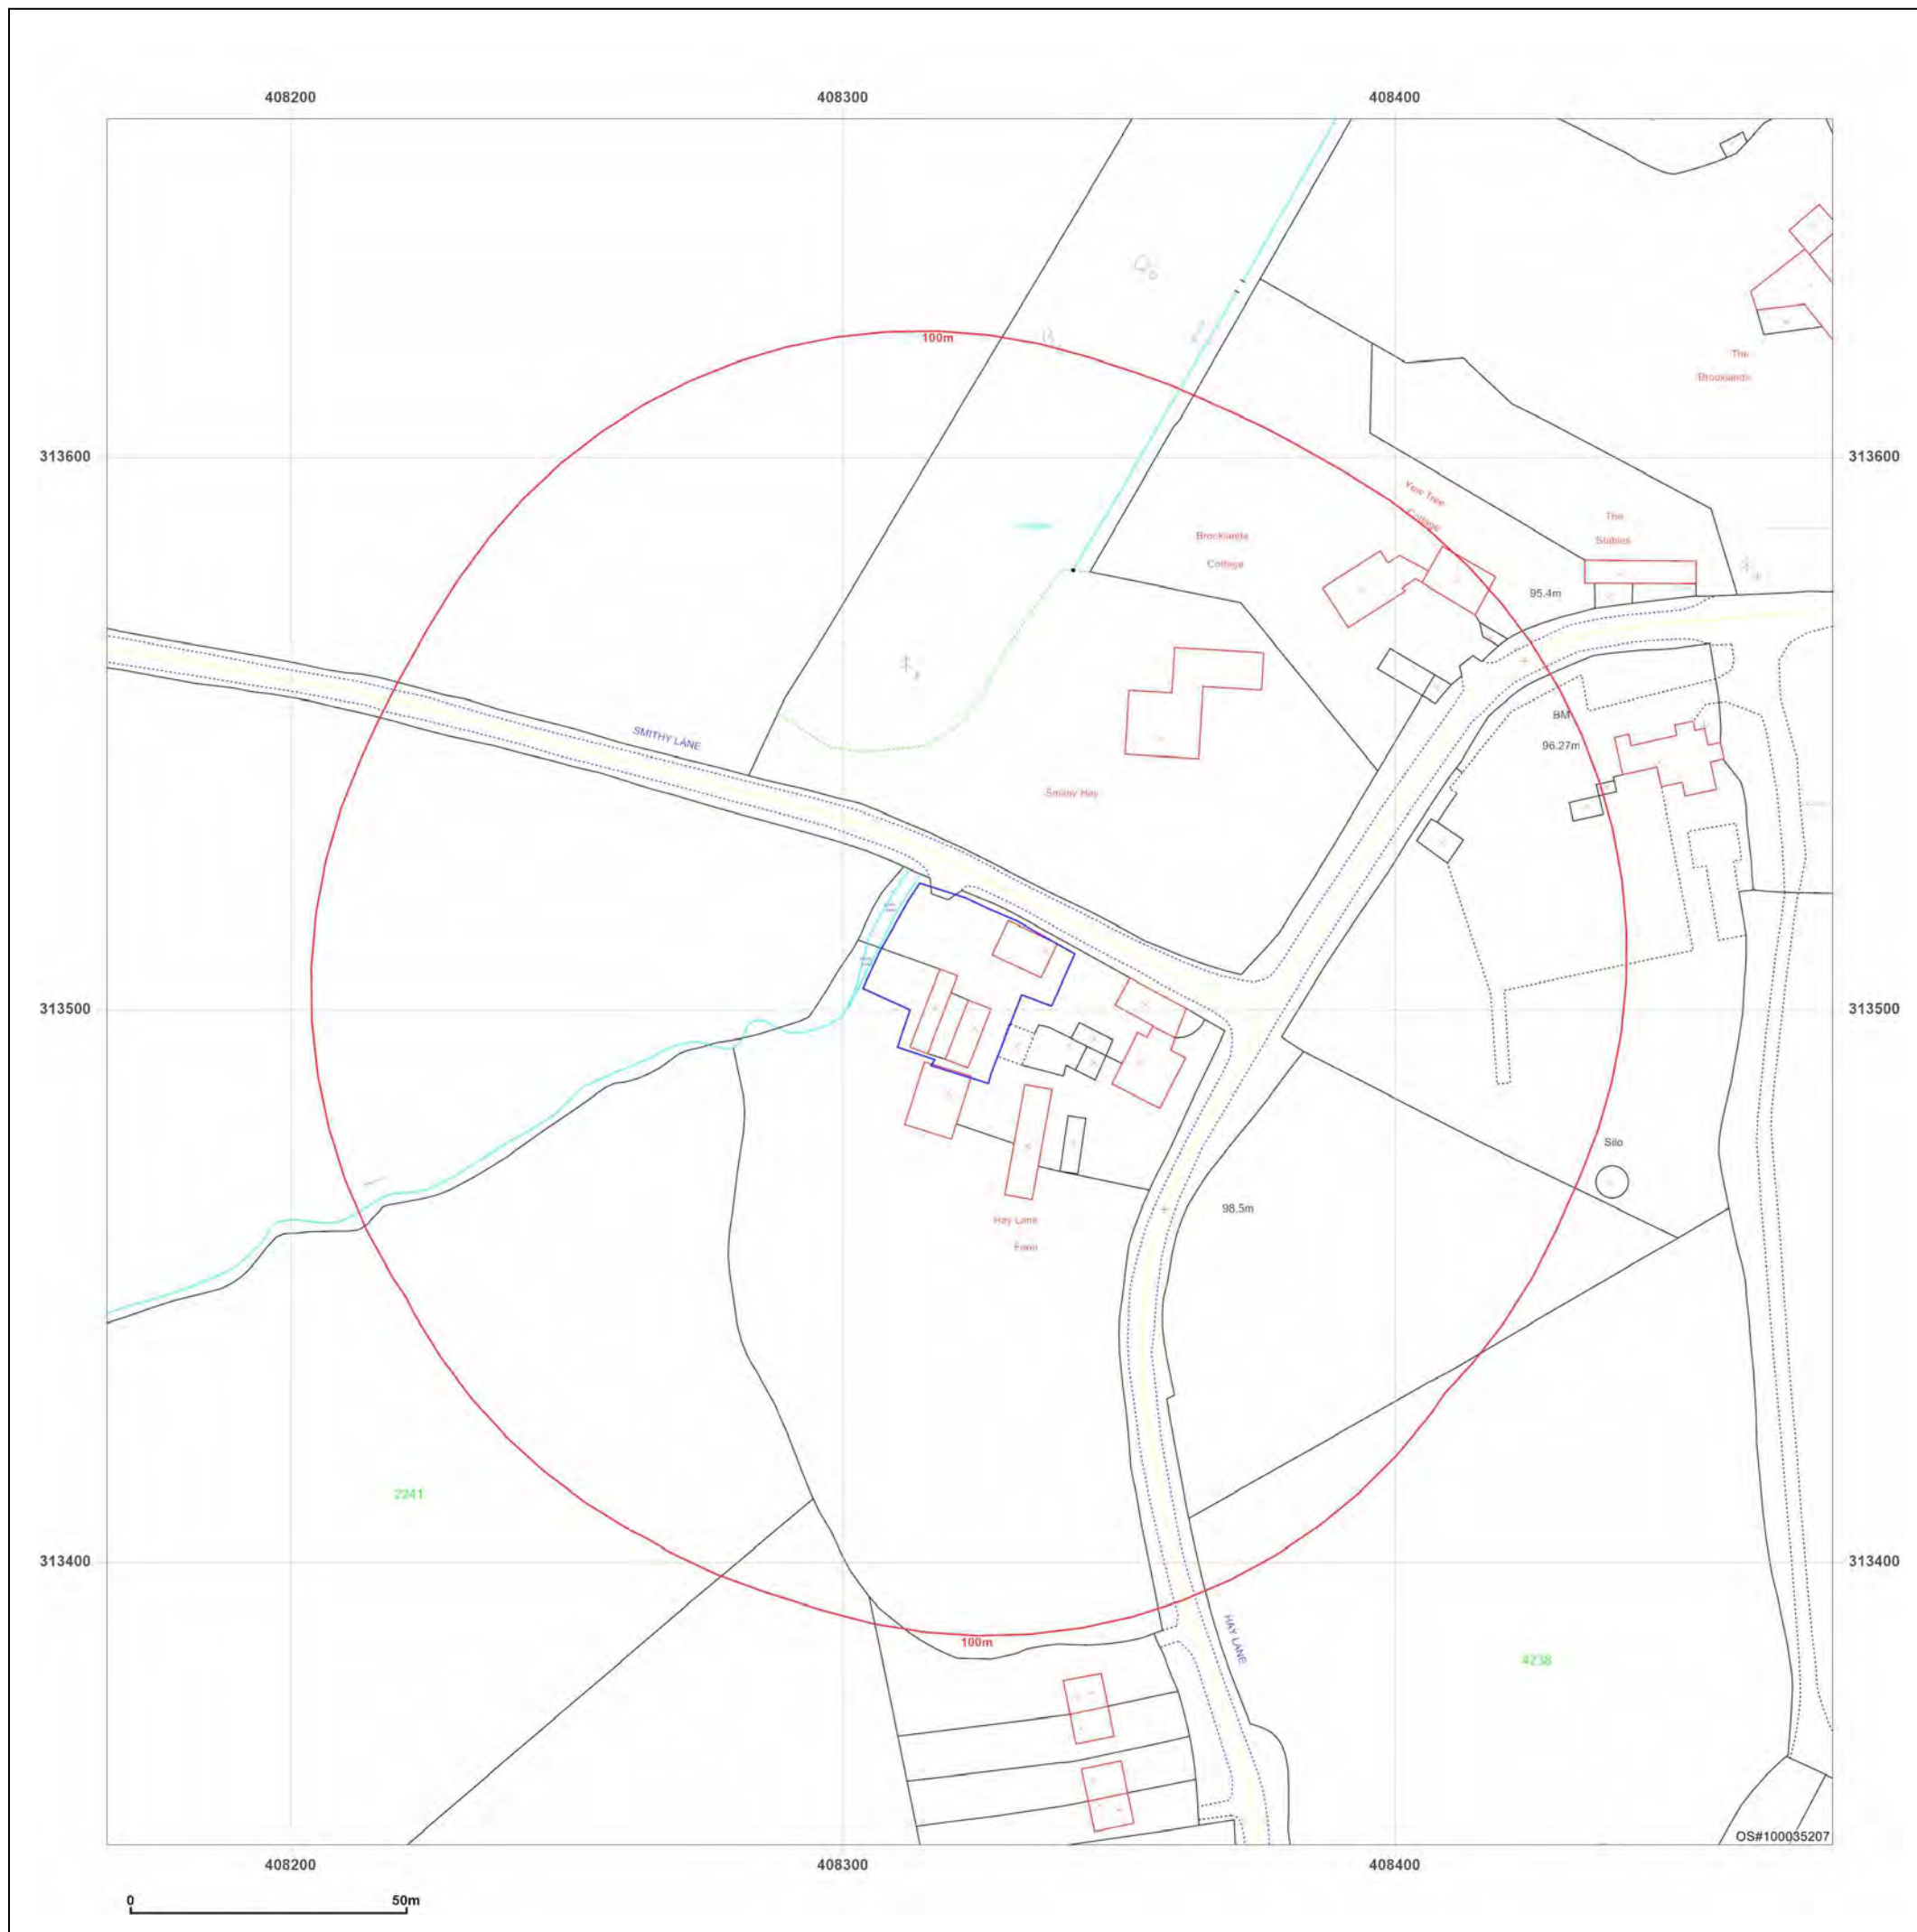 408200
408300
408400
100m
The
Brooklands
313600
313600
Yew Tree
Cottage
The
Stables
Brocklands
Cottage
95.4m
SMITHY LANE
BM
96.27m
Smithy Hay
313500
313500
Silo
98.5m
Hay Lane
Farm
2241
313400
313400
HAY LANE
100m
4238
OS#100035207
408200
408300
408400
0
50m